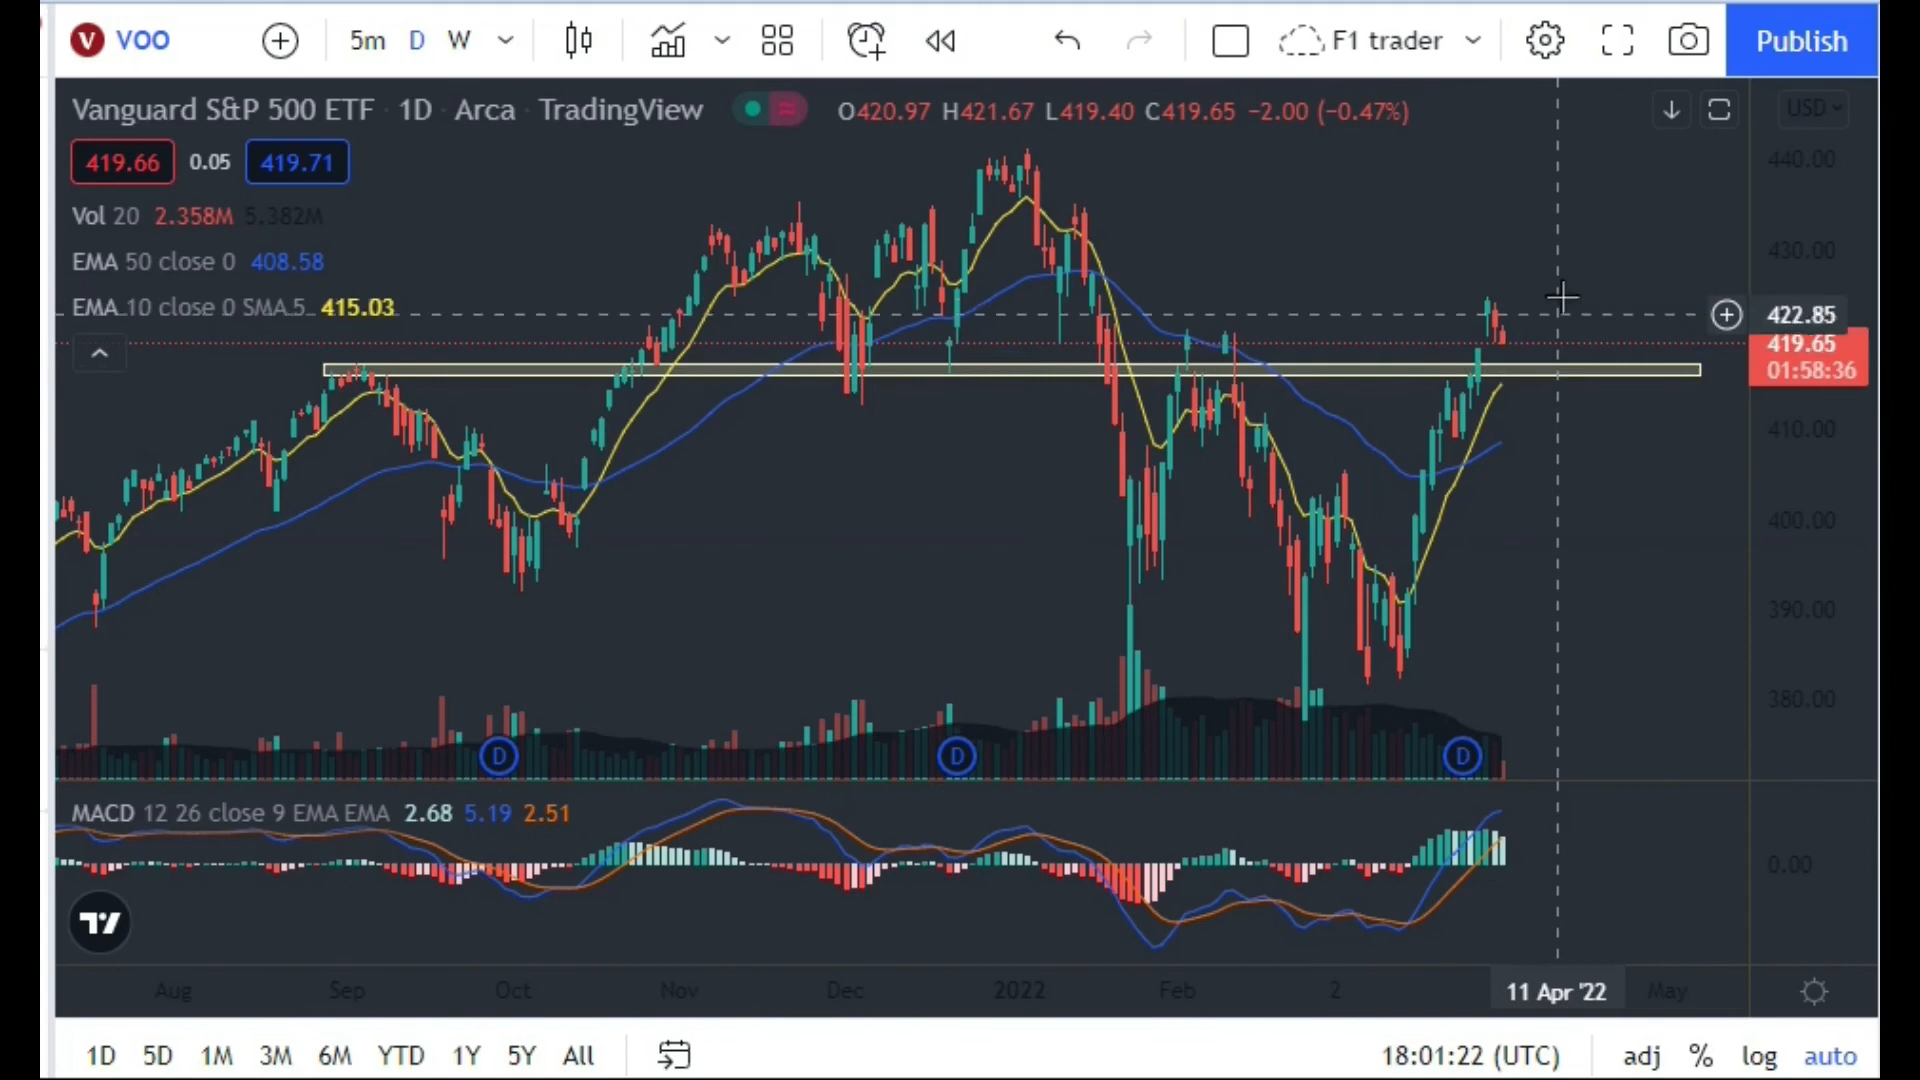 V VOO 5m D W F1 trader Publish
Vanguard S&P 500 ETF · 1D · Arca · TradingView O420.97 H421.67 L419.40 C419.65 −2.00 (−0.47%) USD
419.66 0.05 419.71
Vol 20 2.358M 5.382M
EMA 50 close 0 408.58
EMA 10 close 0 SMA 5 415.03
440.00
430.00
422.85
419.65
01:58:36
410.00
400.00
390.00
380.00
D D D
MACD 12 26 close 9 EMA EMA 2.68 5.19 2.51
0.00
Aug Sep Oct Nov Dec 2022 Feb 2 11 Apr '22 May
1D 5D 1M 3M 6M YTD 1Y 5Y All 18:01:22 (UTC) adj % log auto